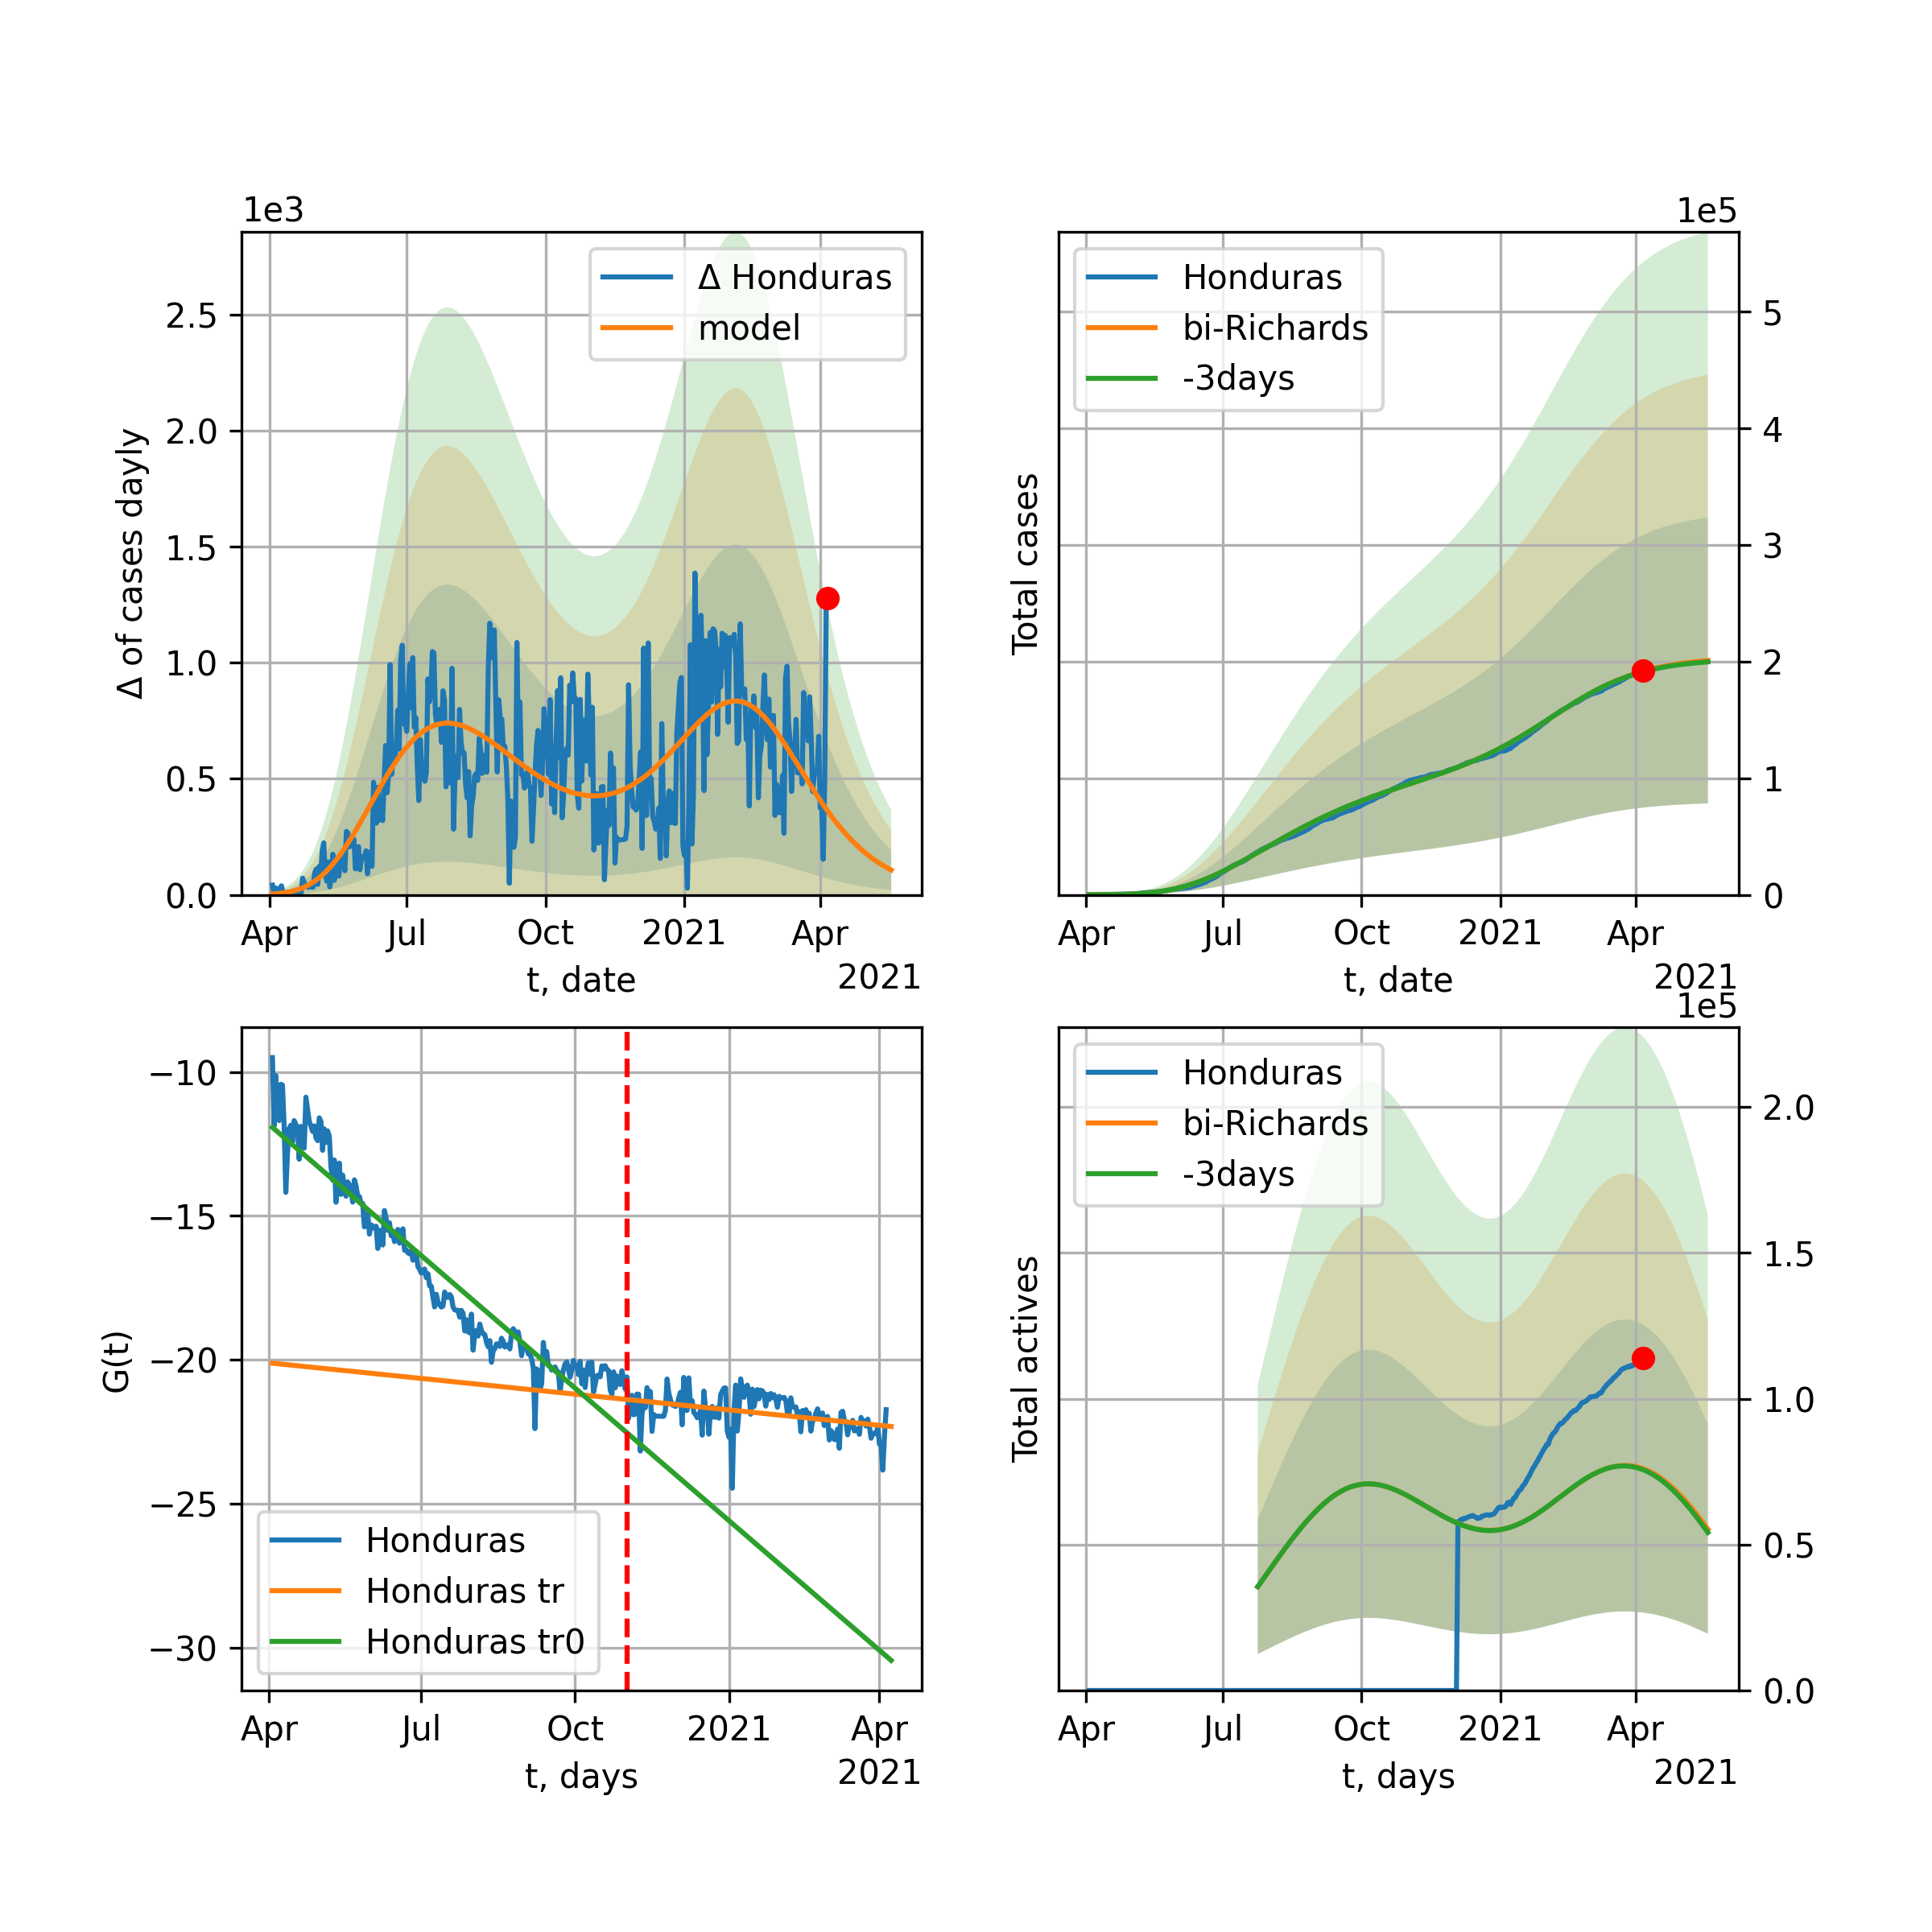 1e3
Δ of cases dayly
2.5
2.0
1.5
1.0
0.5
0.0
Δ Honduras
model
Apr
Jul
Oct
2021
Apr
t, date
2021
1e5
Total cases
Honduras
bi-Richards
-3days
5
4
3
2
1
0
Apr
Jul
Oct
2021
Apr
t, date
2021
G(t)
−10
−15
−20
−25
−30
Honduras
Honduras tr
Honduras tr0
Apr
Jul
Oct
2021
Apr
t, days
2021
1e5
Total actives
Honduras
bi-Richards
-3days
2.0
1.5
1.0
0.5
0.0
Apr
Jul
Oct
2021
Apr
t, days
2021